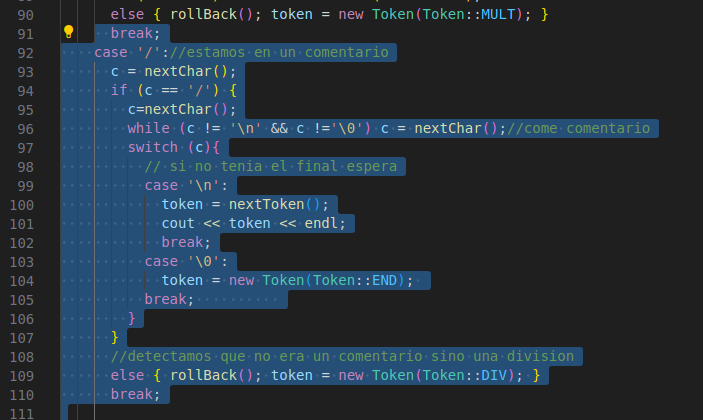 90 else { rollBack(); token = new Token(Token::MULT); }
91 break;
92 case '/'://estamos en un comentario
93 c = nextChar();
94 if (c == '/') {
95 c=nextChar();
96 while (c != '\n' && c !='\0') c = nextChar();//come comentario
97 switch (c){
98 // si no tenia el final espera
99 case '\n':
100 token = nextToken();
101 cout << token << endl;
102 break;
103 case '\0':
104 token = new Token(Token::END);
105 break;
106 }
107 }
108 //detectamos que no era un comentario sino una division
109 else { rollBack(); token = new Token(Token::DIV); }
110 break;
111